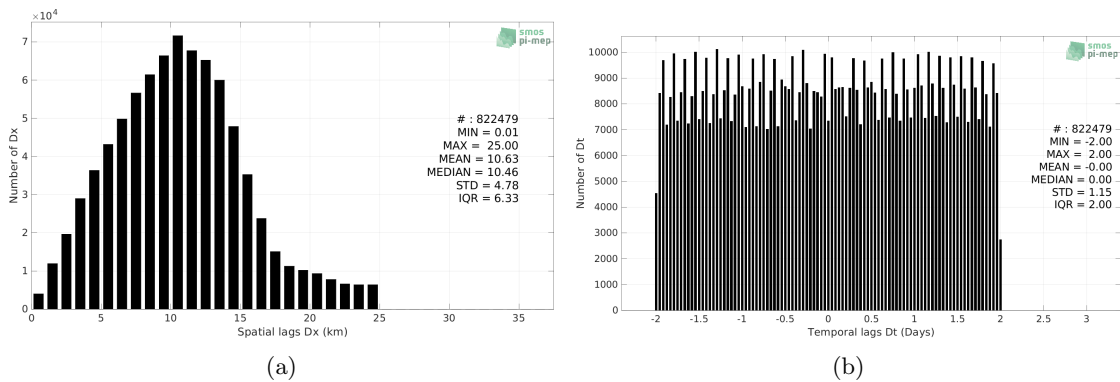 ×10⁴
7
6
5
4
3
2
1
0
Number of Dx
0 5 10 15 20 25 30 35
Spatial lags Dx (km)
smos
pi-mep
# : 822479
MIN = 0.01
MAX = 25.00
MEAN = 10.63
MEDIAN = 10.46
STD = 4.78
IQR = 6.33
(a)
10000
9000
8000
7000
6000
5000
4000
3000
2000
1000
0
Number of Dt
-2 -1.5 -1 -0.5 0 0.5 1 1.5 2 2.5 3
Temporal lags Dt (Days)
smos
pi-mep
# : 822479
MIN = -2.00
MAX = 2.00
MEAN = -0.00
MEDIAN = 0.00
STD = 1.15
IQR = 2.00
(b)